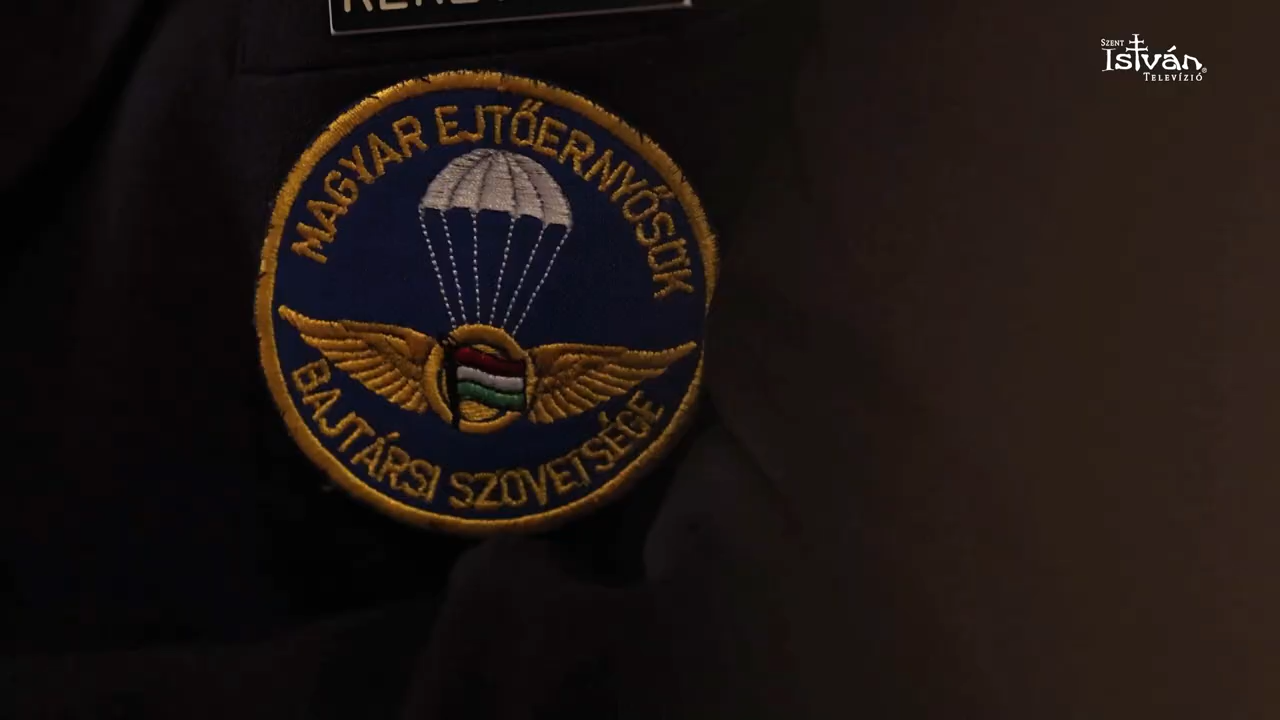 SZENT
ISTVÁN
TELEVÍZIÓ
MAGYAR EJTŐERNYŐSÖK
BAJTÁRSI SZÖVETSÉGE